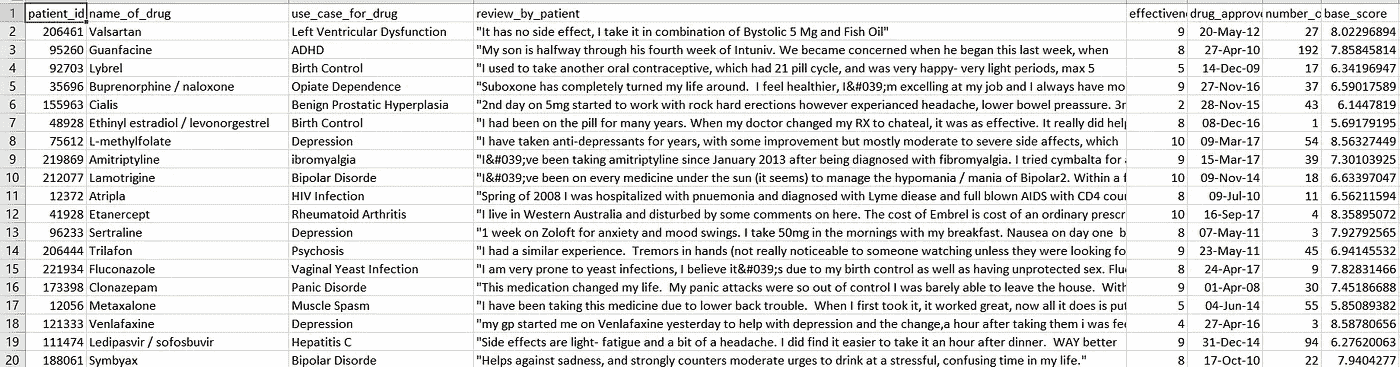 1 patient_id name_of_drug use_case_for_drug review_by_patient effectiven drug_approv number_o base_score
2 206461 Valsartan Left Ventricular Dysfunction "It has no side effect, I take it in combination of Bystolic 5 Mg and Fish Oil" 9 20-May-12 27 8.02296894
3 95260 Guanfacine ADHD "My son is halfway through his fourth week of Intuniv. We became concerned when he began this last week, when 8 27-Apr-10 192 7.85845814
4 92703 Lybrel Birth Control "I used to take another oral contraceptive, which had 21 pill cycle, and was very happy- very light periods, max 5 5 14-Dec-09 17 6.34196947
5 35696 Buprenorphine / naloxone Opiate Dependence "Suboxone has completely turned my life around.  I feel healthier, I&#039;m excelling at my job and I always have mo 9 27-Nov-16 37 6.59017589
6 155963 Cialis Benign Prostatic Hyperplasia "2nd day on 5mg started to work with rock hard erections however experianced headache, lower bowel preassure. 3r 2 28-Nov-15 43 6.1447819
7 48928 Ethinyl estradiol / levonorgestrel Birth Control "I had been on the pill for many years. When my doctor changed my RX to chateal, it was as effective. It really did help 8 08-Dec-16 1 5.69179195
8 75612 L-methylfolate Depression "I have taken anti-depressants for years, with some improvement but mostly moderate to severe side affects, which 10 09-Mar-17 54 8.56327449
9 219869 Amitriptyline ibromyalgia "I&#039;ve been taking amitriptyline since January 2013 after being diagnosed with fibromyalgia. I tried cymbalta for a 9 15-Mar-17 39 7.30103925
10 212077 Lamotrigine Bipolar Disorde "I&#039;ve been on every medicine under the sun (it seems) to manage the hypomania / mania of Bipolar2. Within a f 10 09-Nov-14 18 6.63397047
11 12372 Atripla HIV Infection "Spring of 2008 I was hospitalized with pnuemonia and diagnosed with Lyme disease and full blown AIDS with CD4 cou 8 09-Jul-10 11 6.56211594
12 41928 Etanercept Rheumatoid Arthritis "I live in Western Australia and disturbed by some comments on here. The cost of Embrel is cost of an ordinary prescr 10 16-Sep-17 4 8.35895072
13 96233 Sertraline Depression "1 week on Zoloft for anxiety and mood swings. I take 50mg in the mornings with my breakfast. Nausea on day one  b 8 07-May-11 3 7.92792565
14 206444 Trilafon Psychosis "I had a similar experience.  Tremors in hands (not really noticeable to someone watching unless they were looking fo 9 23-May-11 45 6.94145532
15 221934 Fluconazole Vaginal Yeast Infection "I am very prone to yeast infections, I believe it&#039;s due to my birth control as well as having unprotected sex. Flu 8 24-Apr-17 9 7.82831466
16 173398 Clonazepam Panic Disorde "This medication changed my life.  My panic attacks were so out of control I was barely able to leave the house.  With 9 01-Apr-08 30 7.45186688
17 12056 Metaxalone Muscle Spasm "I have been taking this medicine due to lower back trouble.  When I first took it, it worked great, now all it does is put 5 04-Jun-14 55 5.85089382
18 121333 Venlafaxine Depression "my gp started me on Venlafaxine yesterday to help with depression and the change,a hour after taking them i was fee 4 27-Apr-16 3 8.58780656
19 111474 Ledipasvir / sofosbuvir Hepatitis C "Side effects are light- fatigue and a bit of a headache. I did find it easier to take it an hour after dinner.  WAY better 9 31-Dec-14 94 6.27620063
20 188061 Symbyax Bipolar Disorde "Helps against sadness, and strongly counters moderate urges to drink at a stressful, confusing time in my life." 8 17-Oct-10 22 7.9404277